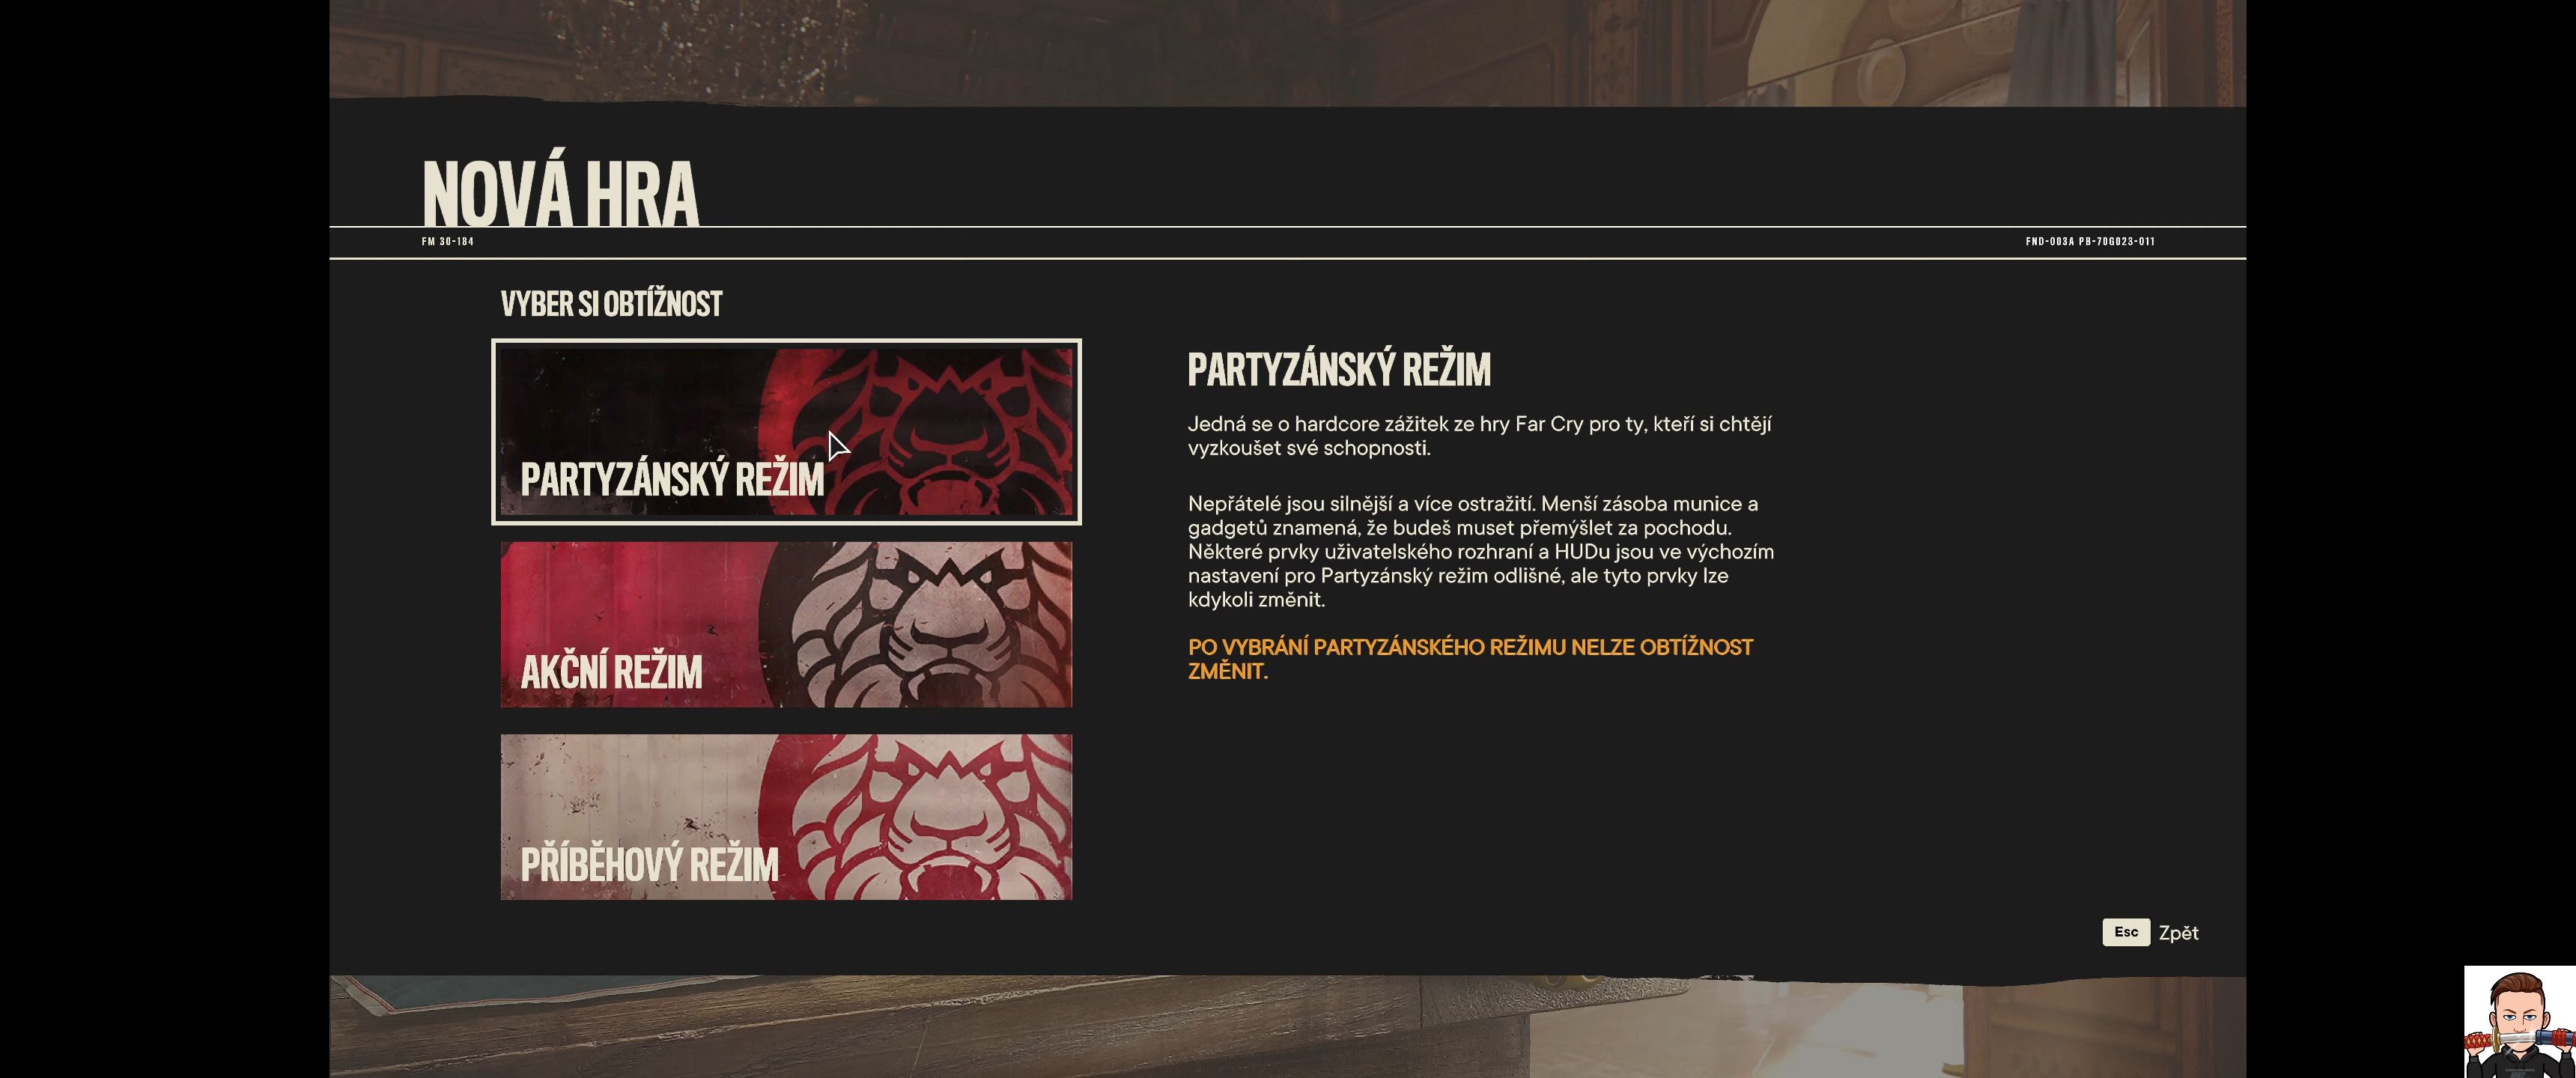 NOVÁ HRA
FM 30-184
FND-003A PB-70G023-011
VYBER SI OBTÍŽNOST
PARTYZÁNSKÝ REŽIM
AKČNÍ REŽIM
PŘÍBĚHOVÝ REŽIM
PARTYZÁNSKÝ REŽIM
Jedná se o hardcore zážitek ze hry Far Cry pro ty, kteří si chtějí
vyzkoušet své schopnosti.
Nepřátelé jsou silnější a více ostražití. Menší zásoba munice a
gadgetů znamená, že budeš muset přemýšlet za pochodu.
Některé prvky uživatelského rozhraní a HUDu jsou ve výchozím
nastavení pro Partyzánský režim odlišné, ale tyto prvky lze
kdykoli změnit.
PO VYBRÁNÍ PARTYZÁNSKÉHO REŽIMU NELZE OBTÍŽNOST
ZMĚNIT.
Esc Zpět